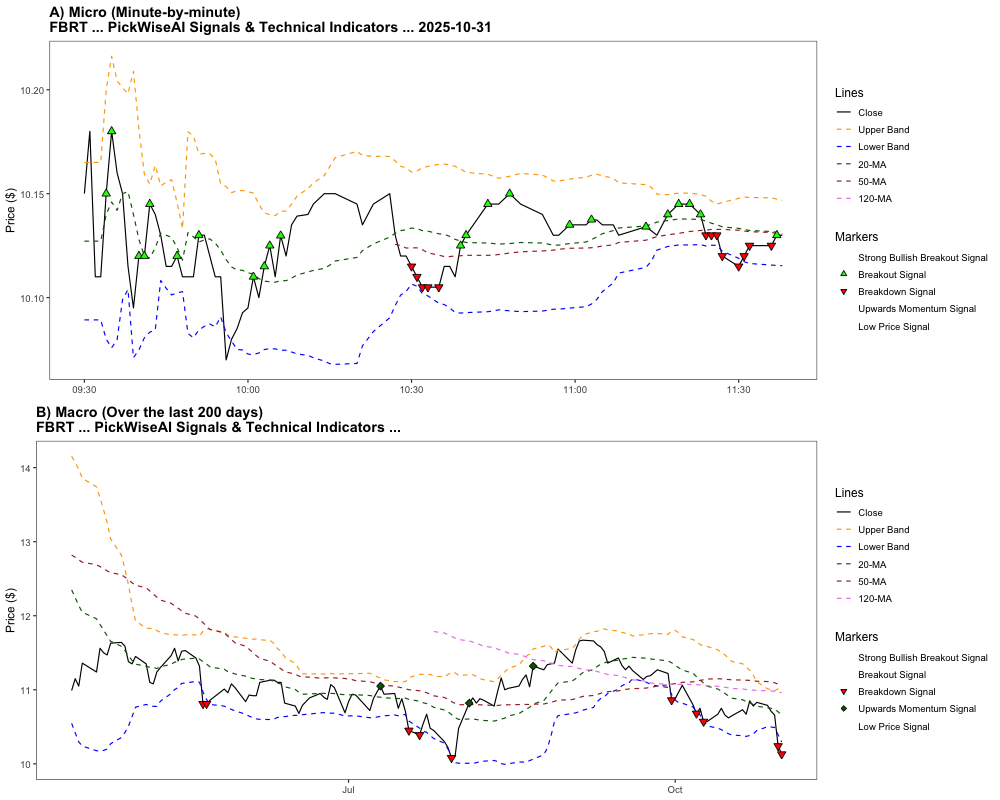 A) Micro (Minute-by-minute)
FBRT ... PickWiseAI Signals & Technical Indicators ... 2025-10-31
Price ($)
10.20
10.15
10.10
09:30
10:00
10:30
11:00
11:30
Lines
Close
Upper Band
Lower Band
20-MA
50-MA
120-MA
Markers
Strong Bullish Breakout Signal
Breakout Signal
Breakdown Signal
Upwards Momentum Signal
Low Price Signal
B) Macro (Over the last 200 days)
FBRT ... PickWiseAI Signals & Technical Indicators ...
Price ($)
14
13
12
11
10
Jul
Oct
Lines
Close
Upper Band
Lower Band
20-MA
50-MA
120-MA
Markers
Strong Bullish Breakout Signal
Breakout Signal
Breakdown Signal
Upwards Momentum Signal
Low Price Signal